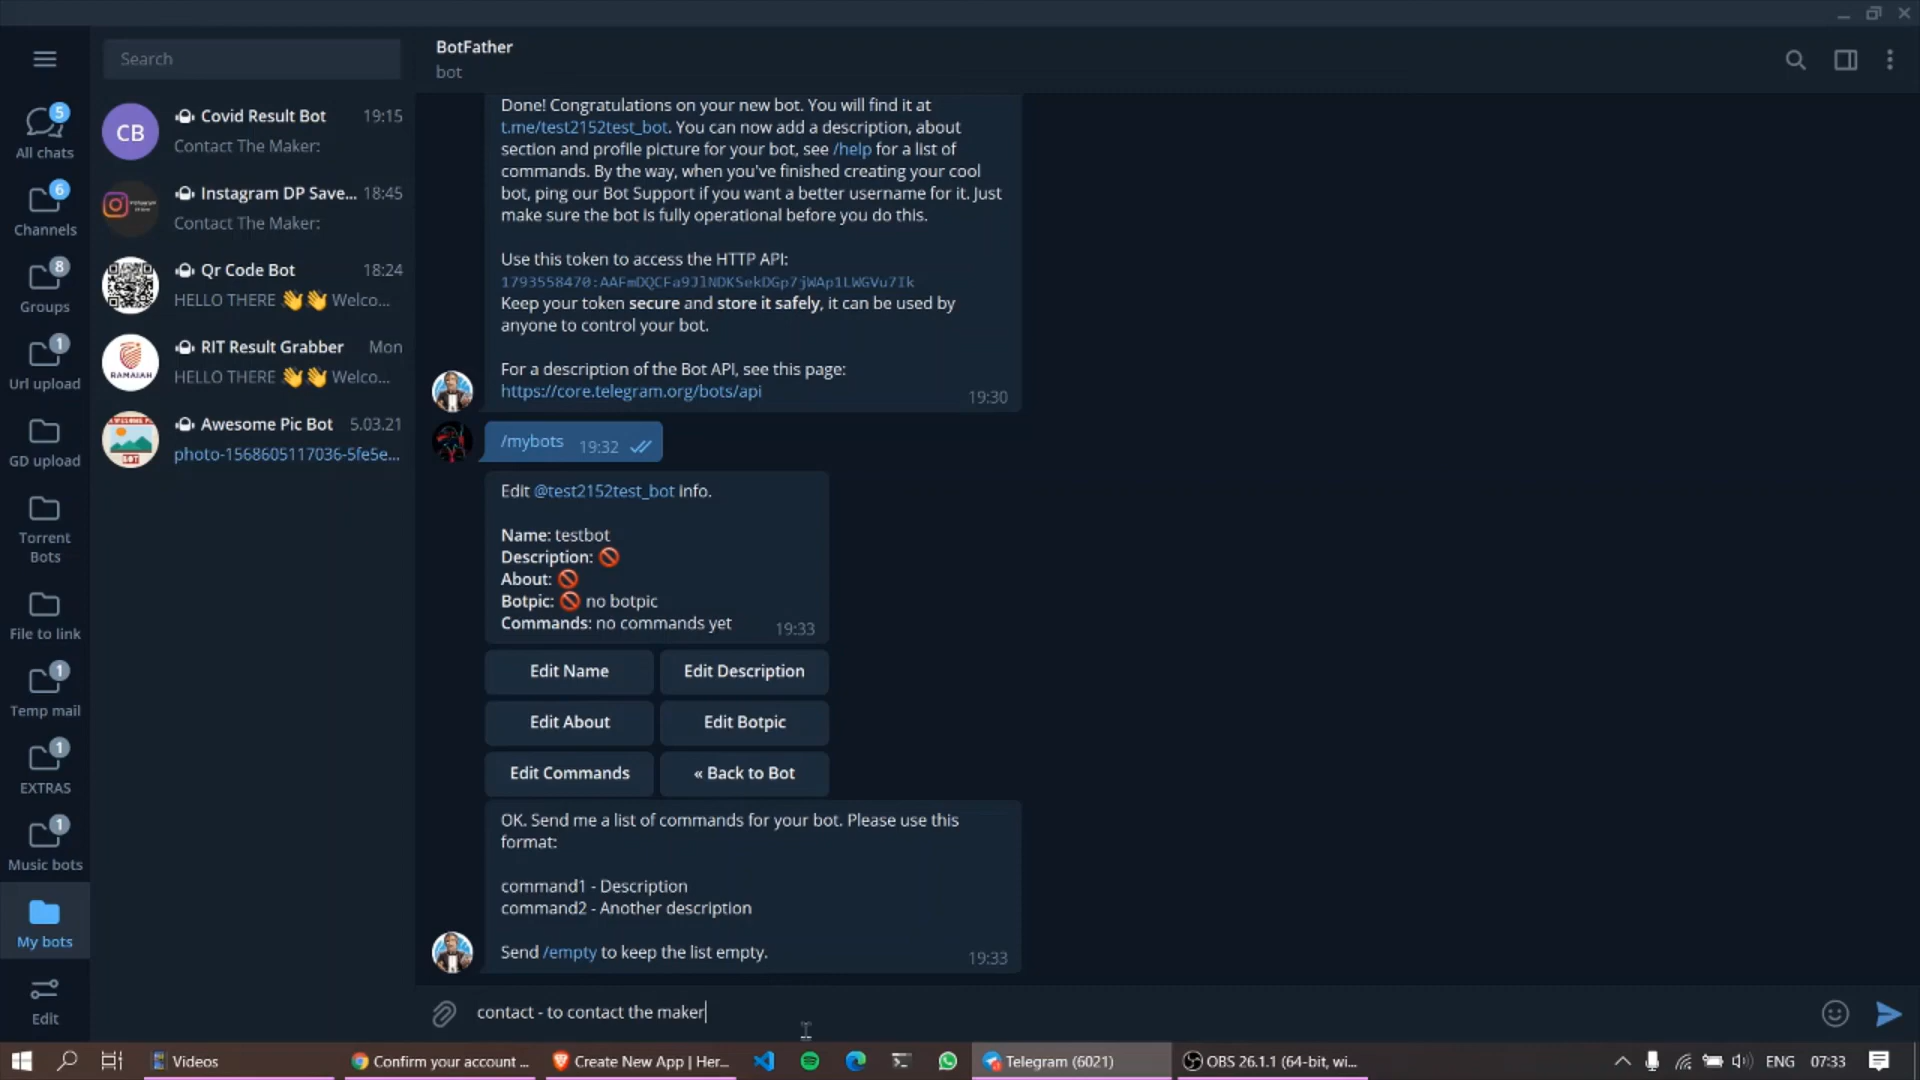 Search
BotFather
bot
5
All chats
6
Channels
8
Groups
1
Url upload
GD upload
Torrent
Bots
File to link
1
Temp mail
1
EXTRAS
1
Music bots
My bots
Edit
CB
Covid Result Bot 19:15
Contact The Maker:
Instagram DP Save... 18:45
Contact The Maker:
Qr Code Bot 18:24
HELLO THERE 👋👋 Welco...
RAMAIAH
RIT Result Grabber Mon
HELLO THERE 👋👋 Welco...
BOT
Awesome Pic Bot 5.03.21
photo-1568605117036-5fe5e...
Done! Congratulations on your new bot. You will find it at
t.me/test2152test_bot. You can now add a description, about
section and profile picture for your bot, see /help for a list of
commands. By the way, when you've finished creating your cool
bot, ping our Bot Support if you want a better username for it. Just
make sure the bot is fully operational before you do this.
Use this token to access the HTTP API:
1793558470:AAFmDQCFa9JlNDKSekDGp7jWAp1LWGVu7Ik
Keep your token secure and store it safely, it can be used by
anyone to control your bot.
For a description of the Bot API, see this page:
https://core.telegram.org/bots/api
19:30
/mybots 19:32
Edit @test2152test_bot info.
Name: testbot
Description: 🚫
About: 🚫
Botpic: 🚫 no botpic
Commands: no commands yet 19:33
Edit Name Edit Description
Edit About Edit Botpic
Edit Commands « Back to Bot
OK. Send me a list of commands for your bot. Please use this
format:
command1 - Description
command2 - Another description
Send /empty to keep the list empty. 19:33
contact - to contact the maker
Videos Confirm your account ... Create New App | Her... Telegram (6021) OBS 26.1.1 (64-bit, wi... ENG 07:33